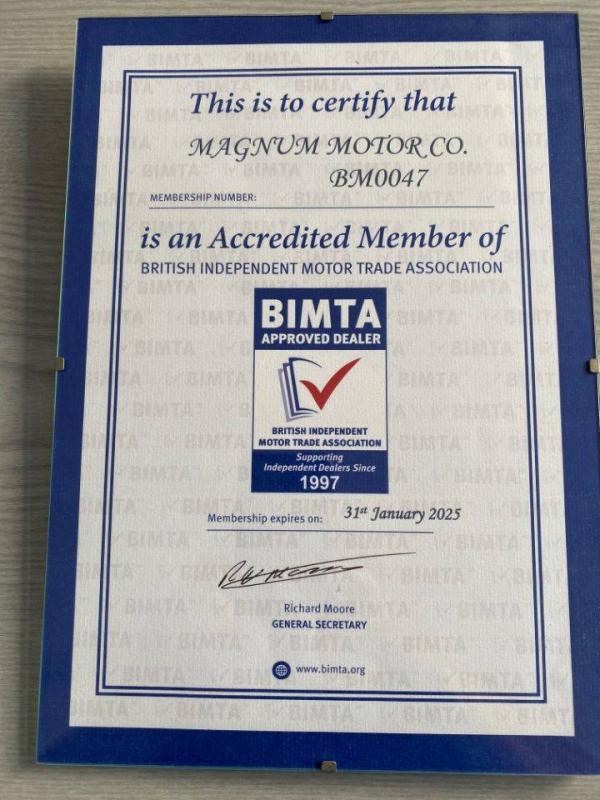 This is to certify that
MAGNUM MOTOR CO.
BM0047
MEMBERSHIP NUMBER:
is an Accredited Member of
BRITISH INDEPENDENT MOTOR TRADE ASSOCIATION
BIMTA
APPROVED DEALER
BRITISH INDEPENDENT
MOTOR TRADE ASSOCIATION
Supporting
Independent Dealers Since
1997
Membership expires on: 31st January 2025
Richard Moore
GENERAL SECRETARY
www.bimta.org